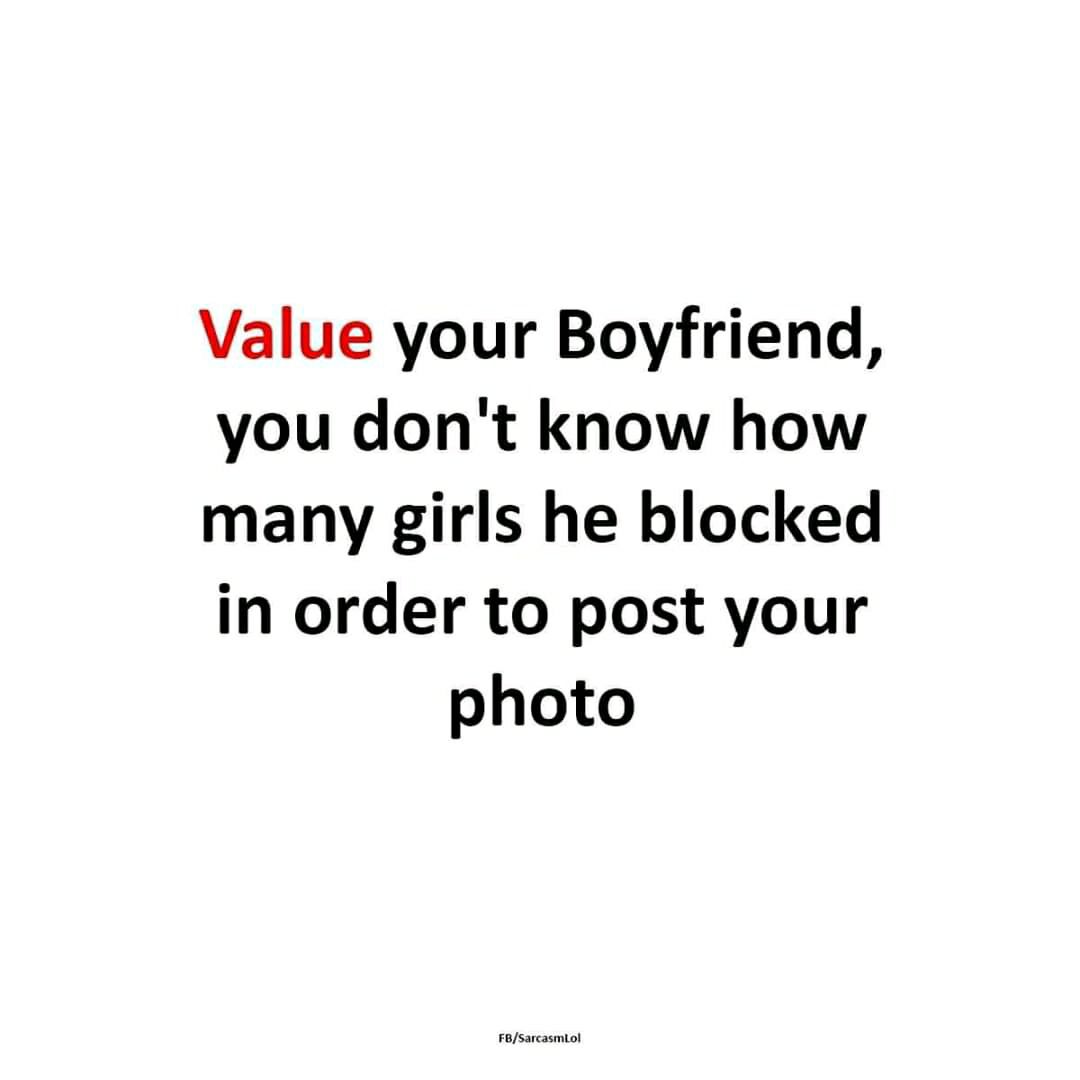 Value your Boyfriend,
you don't know how
many girls he blocked
in order to post your
photo
FB/SarcasmLol